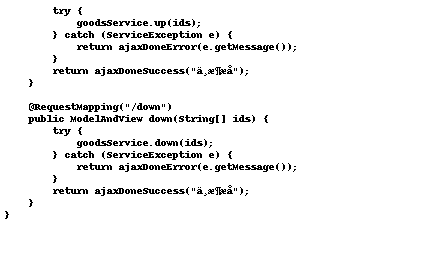 try {
goodsService.up(ids);
} catch (ServiceException e) {
return ajaxDoneError(e.getMessage());
}
return ajaxDoneSuccess("ä¸æ¶æå");
}
@RequestMapping("/down")
public ModelAndView down(String[] ids) {
try {
goodsService.down(ids);
} catch (ServiceException e) {
return ajaxDoneError(e.getMessage());
}
return ajaxDoneSuccess("ä¸æ¶æå");
}
}